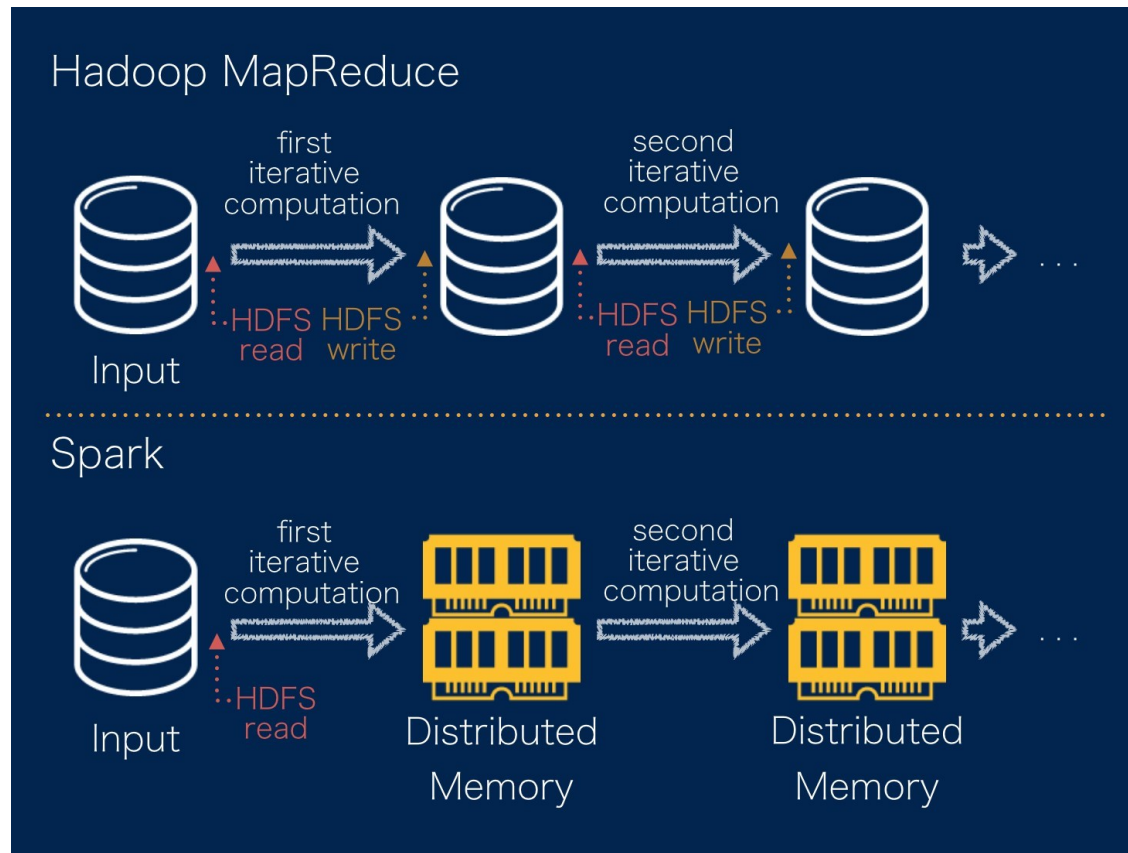 Hadoop MapReduce
first
iterative
computation
second
iterative
computation
HDFS
read
HDFS
write
HDFS
read
HDFS
write
. . .
Input
Spark
first
iterative
computation
second
iterative
computation
. . .
HDFS
read
Input
Distributed
Memory
Distributed
Memory